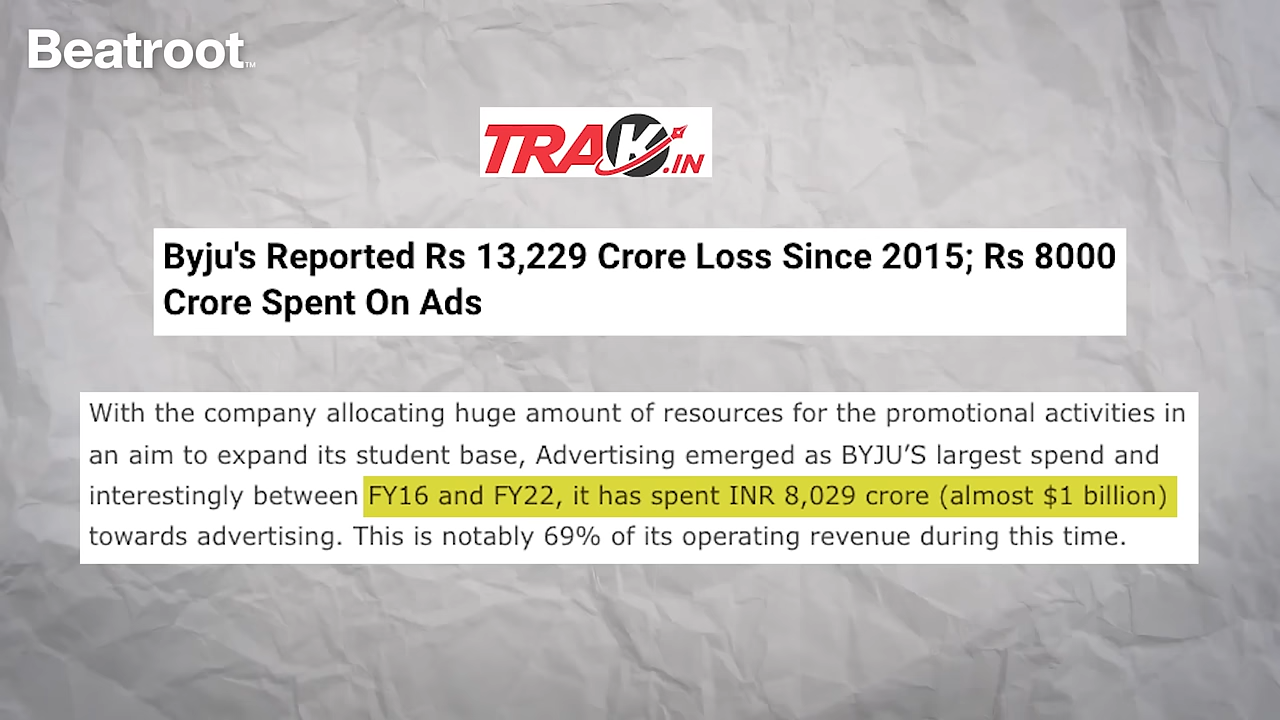 Beatroot™
TRAK.IN
Byju's Reported Rs 13,229 Crore Loss Since 2015; Rs 8000
Crore Spent On Ads
With the company allocating huge amount of resources for the promotional activities in
an aim to expand its student base, Advertising emerged as BYJU’S largest spend and
interestingly between FY16 and FY22, it has spent INR 8,029 crore (almost $1 billion)
towards advertising. This is notably 69% of its operating revenue during this time.